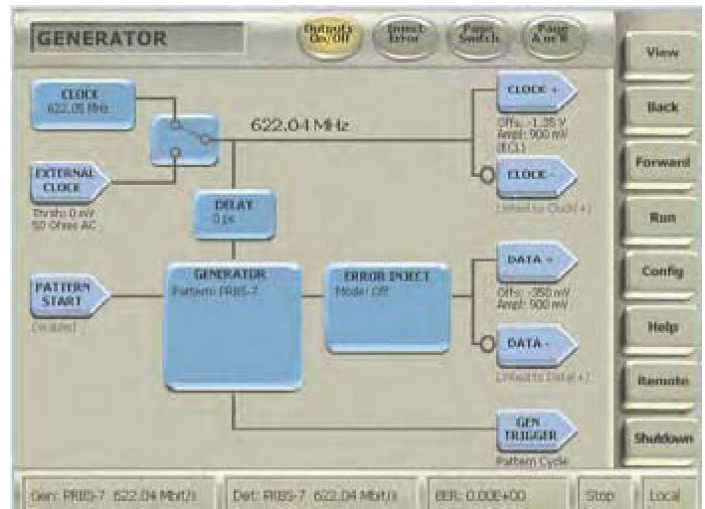 GENERATOR
Outputs
On/Off
Inject
Error
Page
Switch
Page
A or B
View
Back
Forward
Run
Config
Help
Remote
Shutdown
CLOCK
622.05 MHz
622.04 MHz
EXTERNAL
CLOCK
Thrsh: 0 mV
50 Ohms AC
DELAY
0 ps
PATTERN
START
Disabled
GENERATOR
Pattern: PRBS-7
ERROR INJECT
Mode: Off
CLOCK +
Offs: -1.35 V
Ampl: 900 mV
(ECL)
CLOCK -
Linked to Clock(+)
DATA +
Offs: -350 mV
Ampl: 900 mV
DATA -
Linked to Data(+)
GEN
TRIGGER
Pattern Cycle
Gen: PRBS-7 622.04 Mbit/s
Det: PRBS-7 622.04 Mbit/s
BER: 0.00E+00
Stop
Local